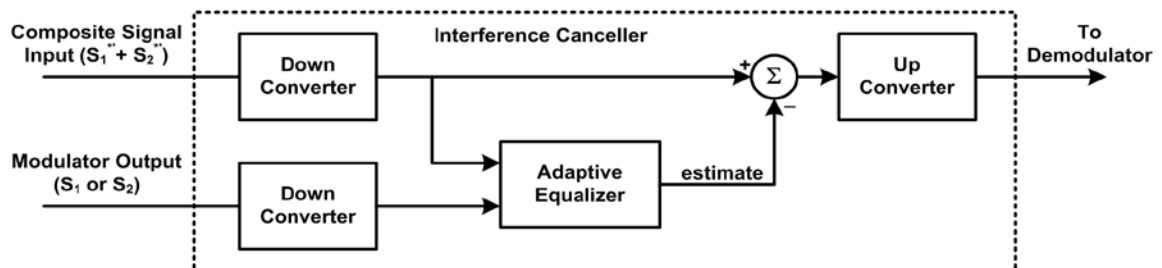 Composite Signal
Input (S₁*'+ S₂*')
Interference Canceller
To
Demodulator
Down
Converter
+
Σ
−
Up
Converter
Modulator Output
(S₁ or S₂)
Down
Converter
Adaptive
Equalizer
estimate